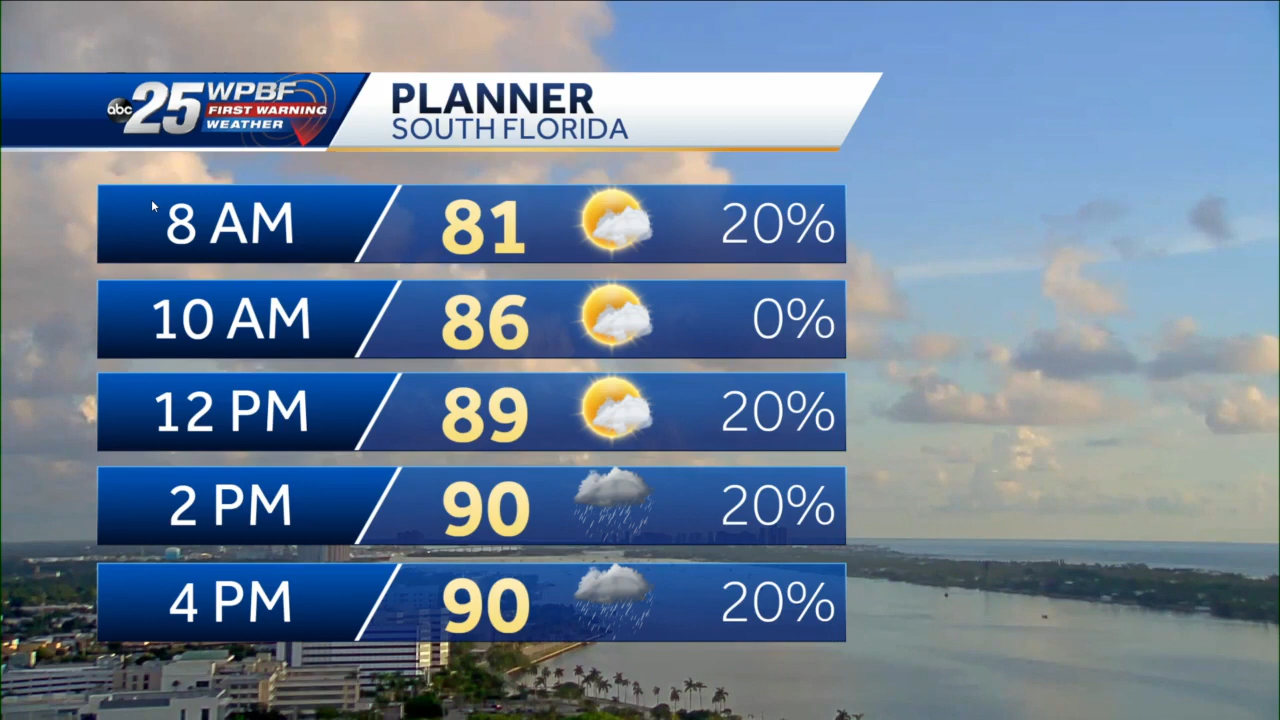 abc 25 WPBF
FIRST WARNING
WEATHER
PLANNER
SOUTH FLORIDA
8 AM 81 20%
10 AM 86 0%
12 PM 89 20%
2 PM 90 20%
4 PM 90 20%